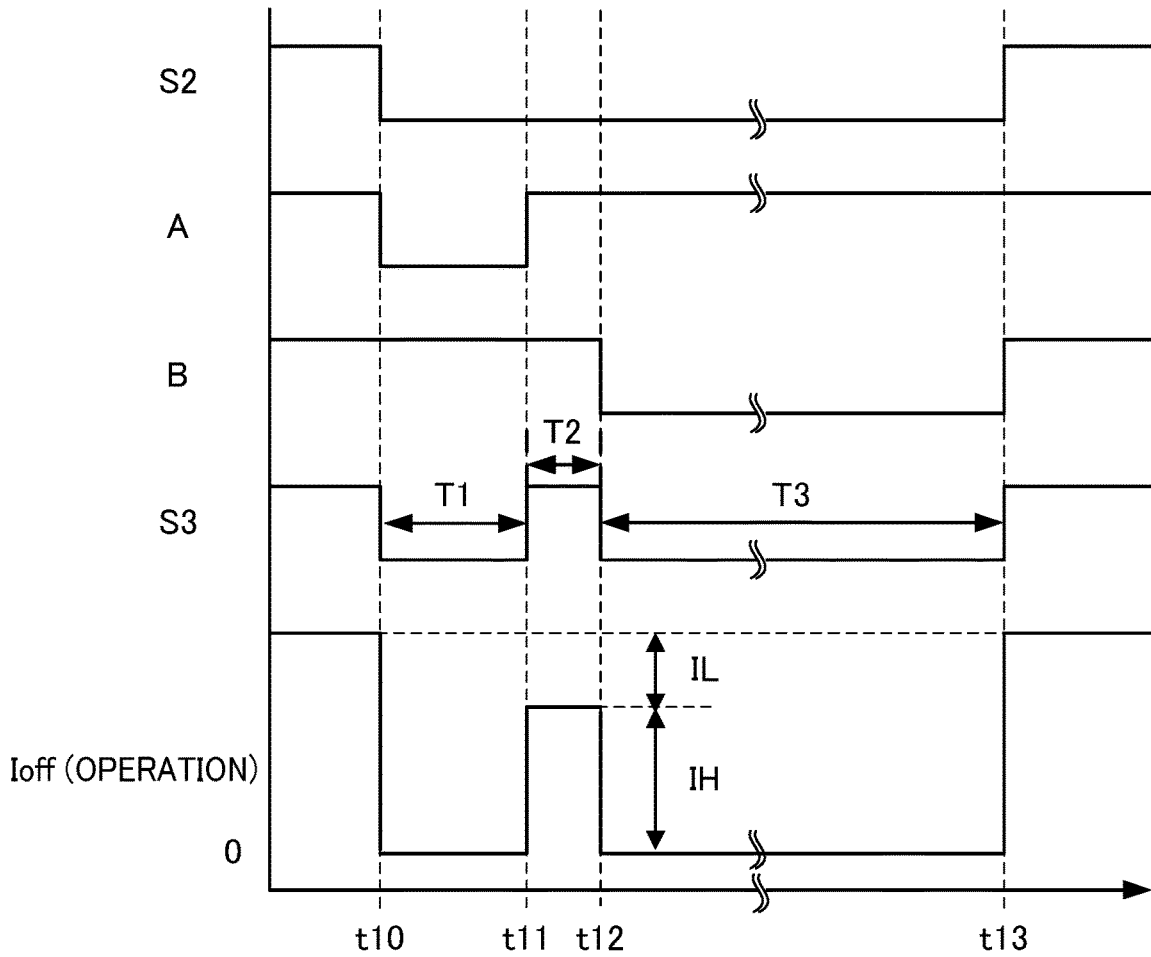 S2
A
B
T2
T1
T3
S3
IL
IH
Ioff (OPERATION)
0
t10
t11
t12
t13